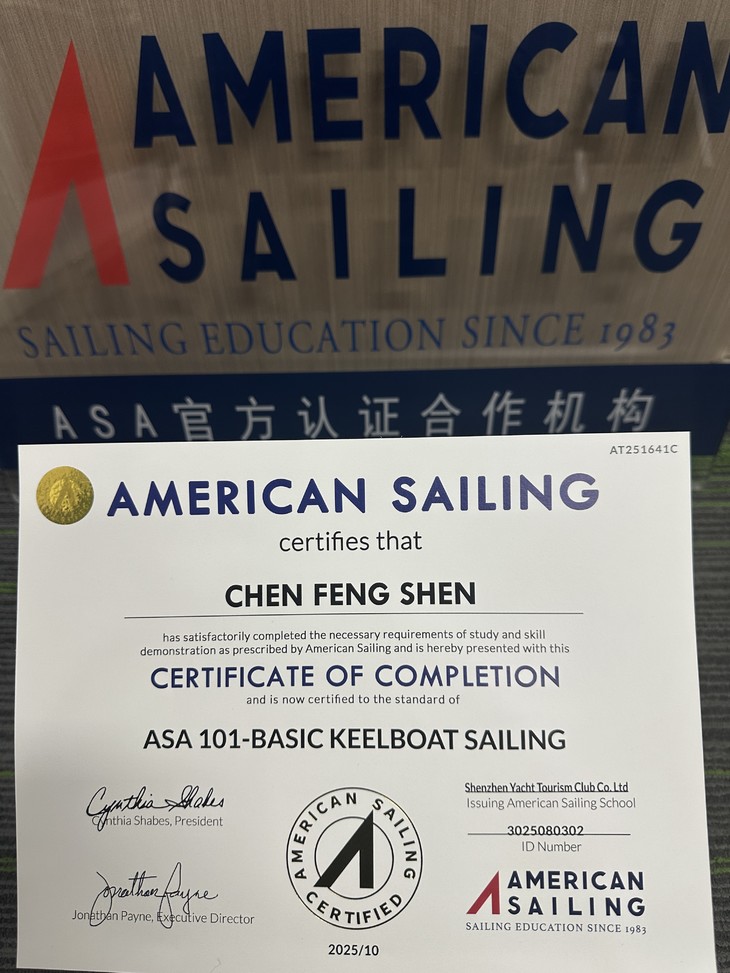 AMERICAN
SAILING
SAILING EDUCATION SINCE 1983
ASA官方认证合作机构
AT251641C
AMERICAN SAILING
certifies that
CHEN FENG SHEN
has satisfactorily completed the necessary requirements of study and skill
demonstration as prescribed by American Sailing and is hereby presented with this
CERTIFICATE OF COMPLETION
and is now certified to the standard of
ASA 101-BASIC KEELBOAT SAILING
Cynthia Shabes
Cynthia Shabes, President
Jonathan Payne
Jonathan Payne, Executive Director
AMERICAN SAILING
CERTIFIED
2025/10
Shenzhen Yacht Tourism Club Co. Ltd
Issuing American Sailing School
3025080302
ID Number
AMERICAN
SAILING
SAILING EDUCATION SINCE 1983